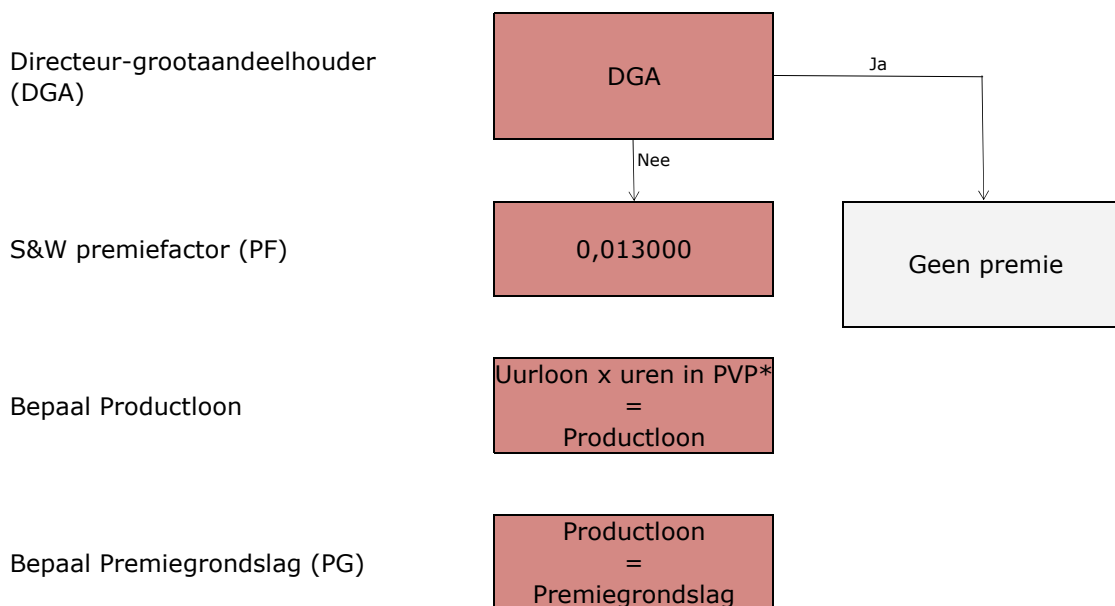 Directeur-grootaandeelhouder
(DGA)
DGA
Ja
Nee
S&W premiefactor (PF)
0,013000
Geen premie
Bepaal Productloon
Uurloon x uren in PVP*
=
Productloon
Bepaal Premiegrondslag (PG)
Productloon
=
Premiegrondslag